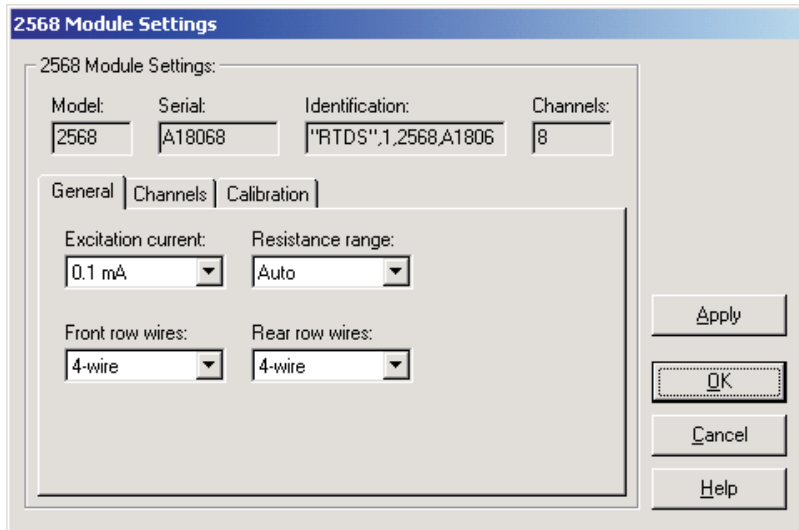 2568 Module Settings
2568 Module Settings:
Model: Serial: Identification: Channels:
2568 A18068 "RTDS",1,2568,A1806 8
General Channels Calibration
Excitation current: Resistance range:
0.1 mA Auto
Front row wires: Rear row wires:
4-wire 4-wire
Apply
OK
Cancel
Help